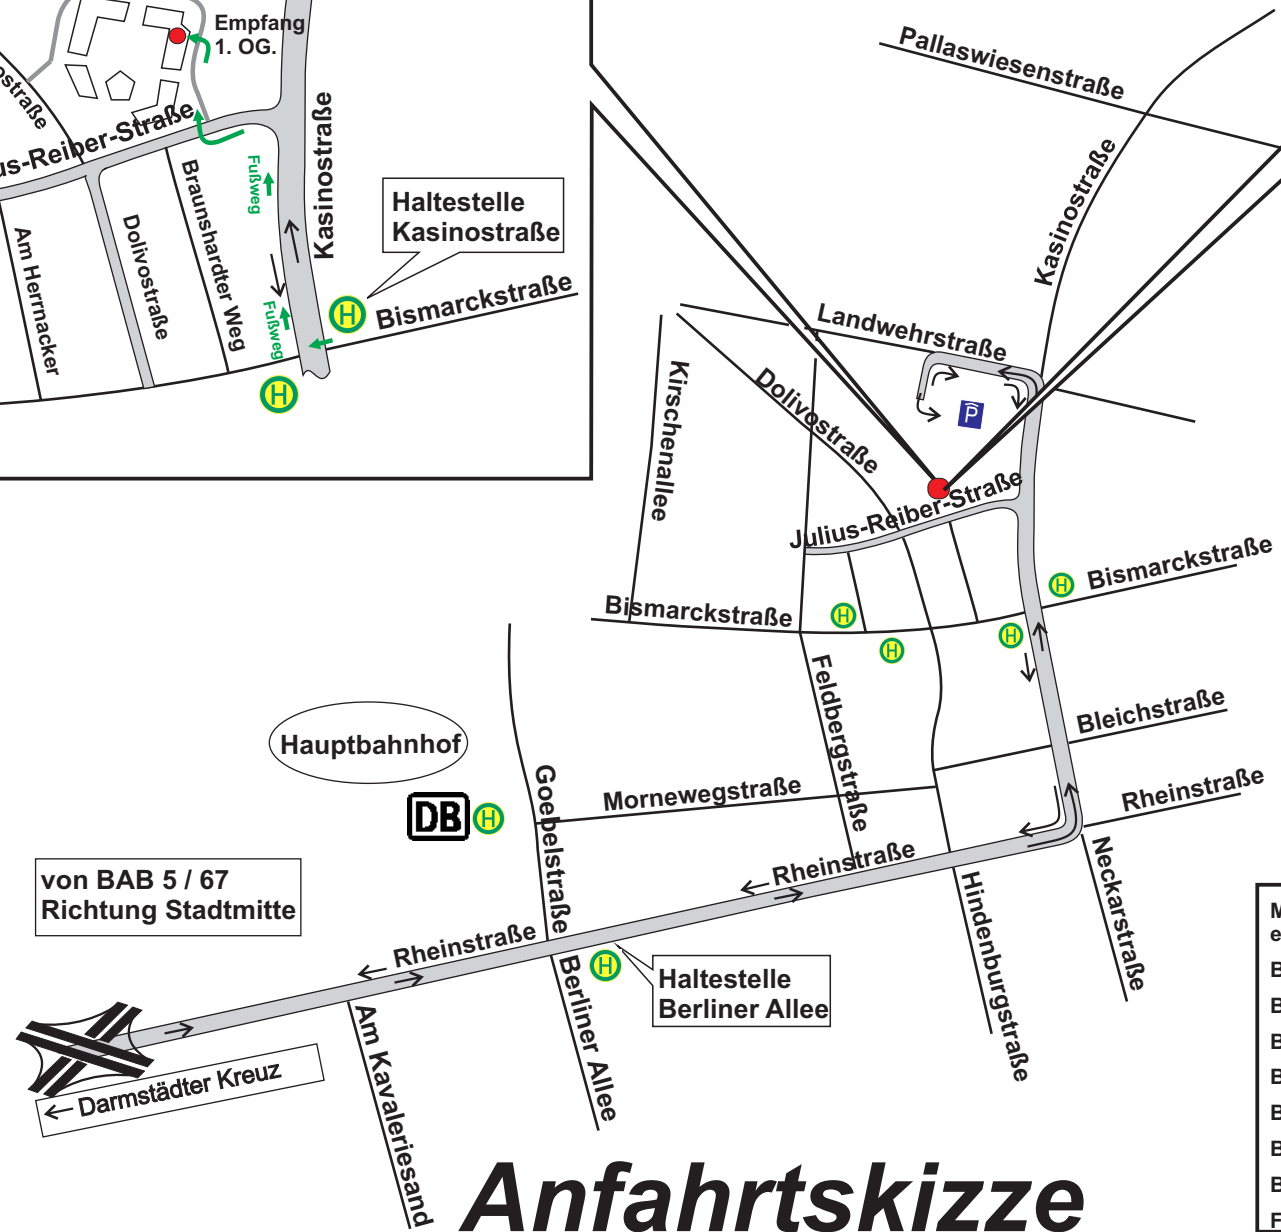 Empfang
1. OG.
us-Reiber-Straße
ostraße
Am Herrnacker
Dolivostraße
Braunshardter Weg
Fußweg
Fußweg
Kasinostraße
Haltestelle
Kasinostraße
H
Bismarckstraße
H
Pallaswiesenstraße
Kasinostraße
Landwehrstraße
Kirschenallee
Dolivostraße
P
Julius-Reiber-Straße
Bismarckstraße
H
Bismarckstraße
H
H
H
Feldbergstraße
Bleichstraße
Hauptbahnhof
DB
H
Goebelstraße
Mornewegstraße
Rheinstraße
Rheinstraße
Neckarstraße
Hindenburgstraße
von BAB 5 / 67
Richtung Stadtmitte
Rheinstraße
H
Haltestelle
Berliner Allee
Berliner Allee
Am Kavaleriesand
Darmstädter Kreuz
M
e
B
B
B
B
B
B
B
Anfahrtskizze